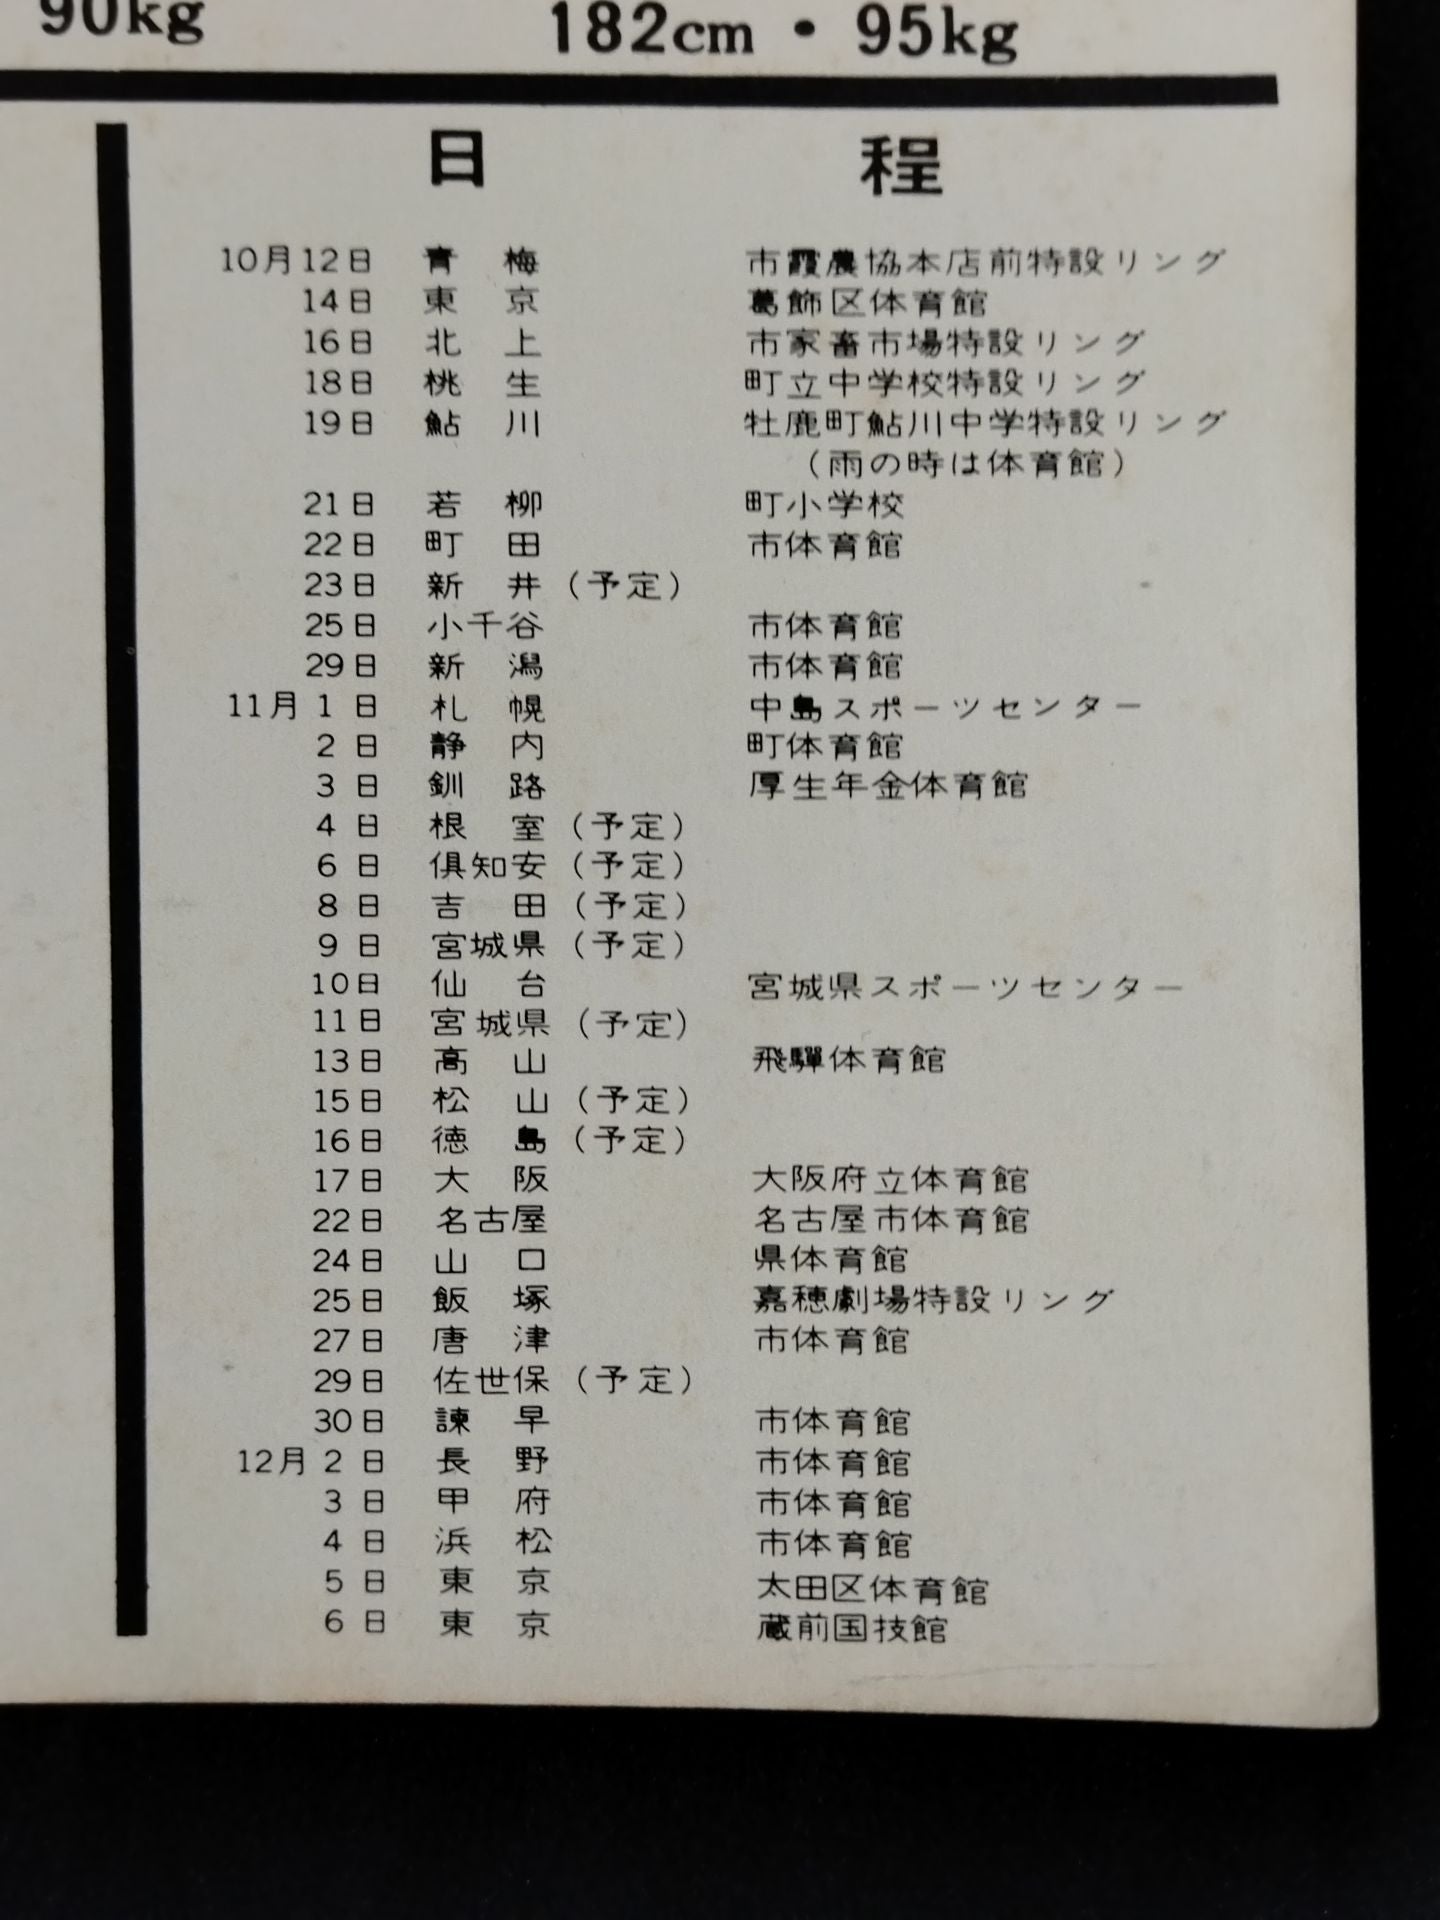 90kg
182cm・95kg
日 程
10月12日 青 梅 市霞農協本店前特設リング
14日 東 京 葛飾区体育館
16日 北 上 市家畜市場特設リング
18日 桃 生 町立中学校特設リング
19日 鮎 川 牡鹿町鮎川中学特設リング
(雨の時は体育館)
21日 若 柳 町小学校
22日 町 田 市体育館
23日 新 井(予定)
25日 小千谷 市体育館
29日 新 潟 市体育館
11月 1日 札 幌 中島スポーツセンター
2日 静 内 町体育館
3日 釧 路 厚生年金体育館
4日 根 室(予定)
6日 倶知安(予定)
8日 吉 田(予定)
9日 宮城県(予定)
10日 仙 台 宮城県スポーツセンター
11日 宮城県(予定)
13日 高 山 飛驒体育館
15日 松 山(予定)
16日 徳 島(予定)
17日 大 阪 大阪府立体育館
22日 名古屋 名古屋市体育館
24日 山 口 県体育館
25日 飯 塚 嘉穂劇場特設リング
27日 唐 津 市体育館
29日 佐世保(予定)
30日 諫 早 市体育館
12月 2日 長 野 市体育館
3日 甲 府 市体育館
4日 浜 松 市体育館
5日 東 京 太田区体育館
6日 東 京 蔵前国技館